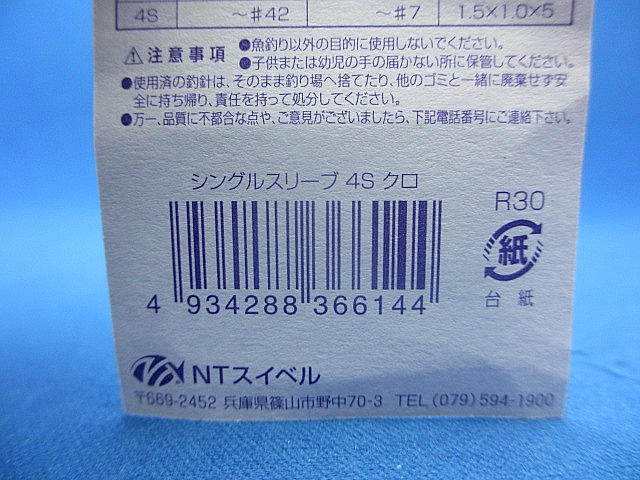 4S ～#42 ～#7 1.5×1.0×5
⚠注意事項 ●魚釣り以外の目的に使用しないでください。
●子供または幼児の手の届かない所に保管してください。
●使用済の釣針は、そのまま釣り場へ捨てたり、他のゴミと一緒に廃棄せず安
全に持ち帰り、責任を持って処分してください。
●万一、品質に不都合な点や、ご意見がございましたら、下記電話番号にご連絡下さい。
シングルスリーブ 4S クロ
R30
紙
台 紙
4 934288 366144
NTスイベル
〒669-2452 兵庫県篠山市野中70-3 TEL (079) 594-1900